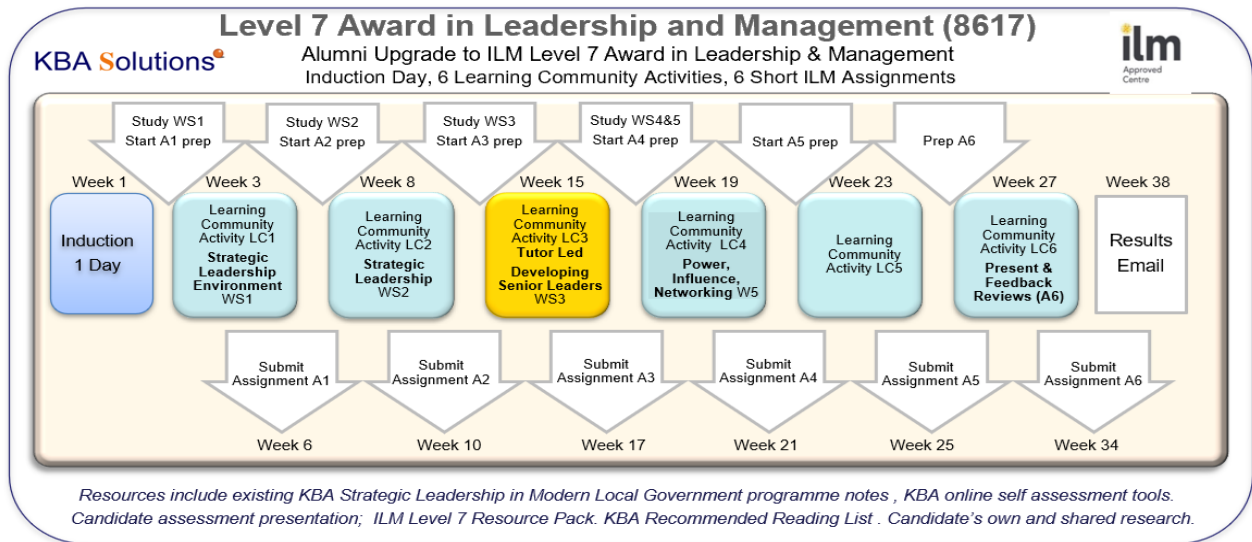 Level 7 Award in Leadership and Management (8617)
KBA Solutions
Alumni Upgrade to ILM Level 7 Award in Leadership & Management
Induction Day, 6 Learning Community Activities, 6 Short ILM Assignments
ilm
Approved
Centre
Study WS1
Start A1 prep
Study WS2
Start A2 prep
Study WS3
Start A3 prep
Study WS4&5
Start A4 prep
Start A5 prep
Prep A6
Week 1
Week 3
Week 8
Week 15
Week 19
Week 23
Week 27
Week 38
Induction
1 Day
Learning
Community
Activity LC1
Strategic
Leadership
Environment
WS1
Learning
Community
Activity LC2
Strategic
Leadership
WS2
Learning
Community
Activity LC3
Tutor Led
Developing
Senior Leaders
WS3
Learning
Community
Activity LC4
Power,
Influence,
Networking W5
Learning
Community
Activity LC5
Learning
Community
Activity LC6
Present &
Feedback
Reviews (A6)
Results
Email
Submit
Assignment A1
Submit
Assignment A2
Submit
Assignment A3
Submit
Assignment A4
Submit
Assignment A5
Submit
Assignment A6
Week 6
Week 10
Week 17
Week 21
Week 25
Week 34
Resources include existing KBA Strategic Leadership in Modern Local Government programme notes , KBA online self assessment tools.
Candidate assessment presentation; ILM Level 7 Resource Pack. KBA Recommended Reading List . Candidate's own and shared research.